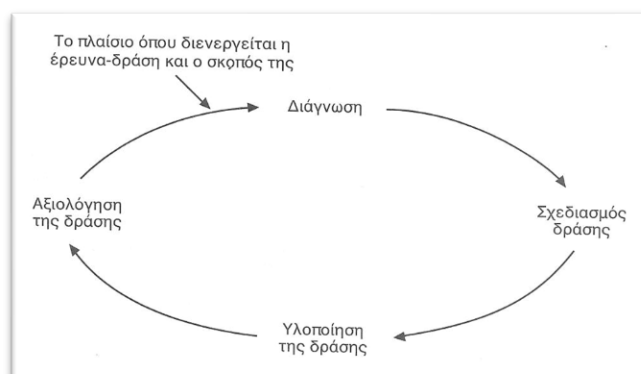 Το πλαίσιο όπου διενεργείται η
έρευνα-δράση και ο σκοπός της
Διάγνωση
Αξιολόγηση
της δράσης
Σχεδιασμός
δράσης
Υλοποίηση
της δράσης